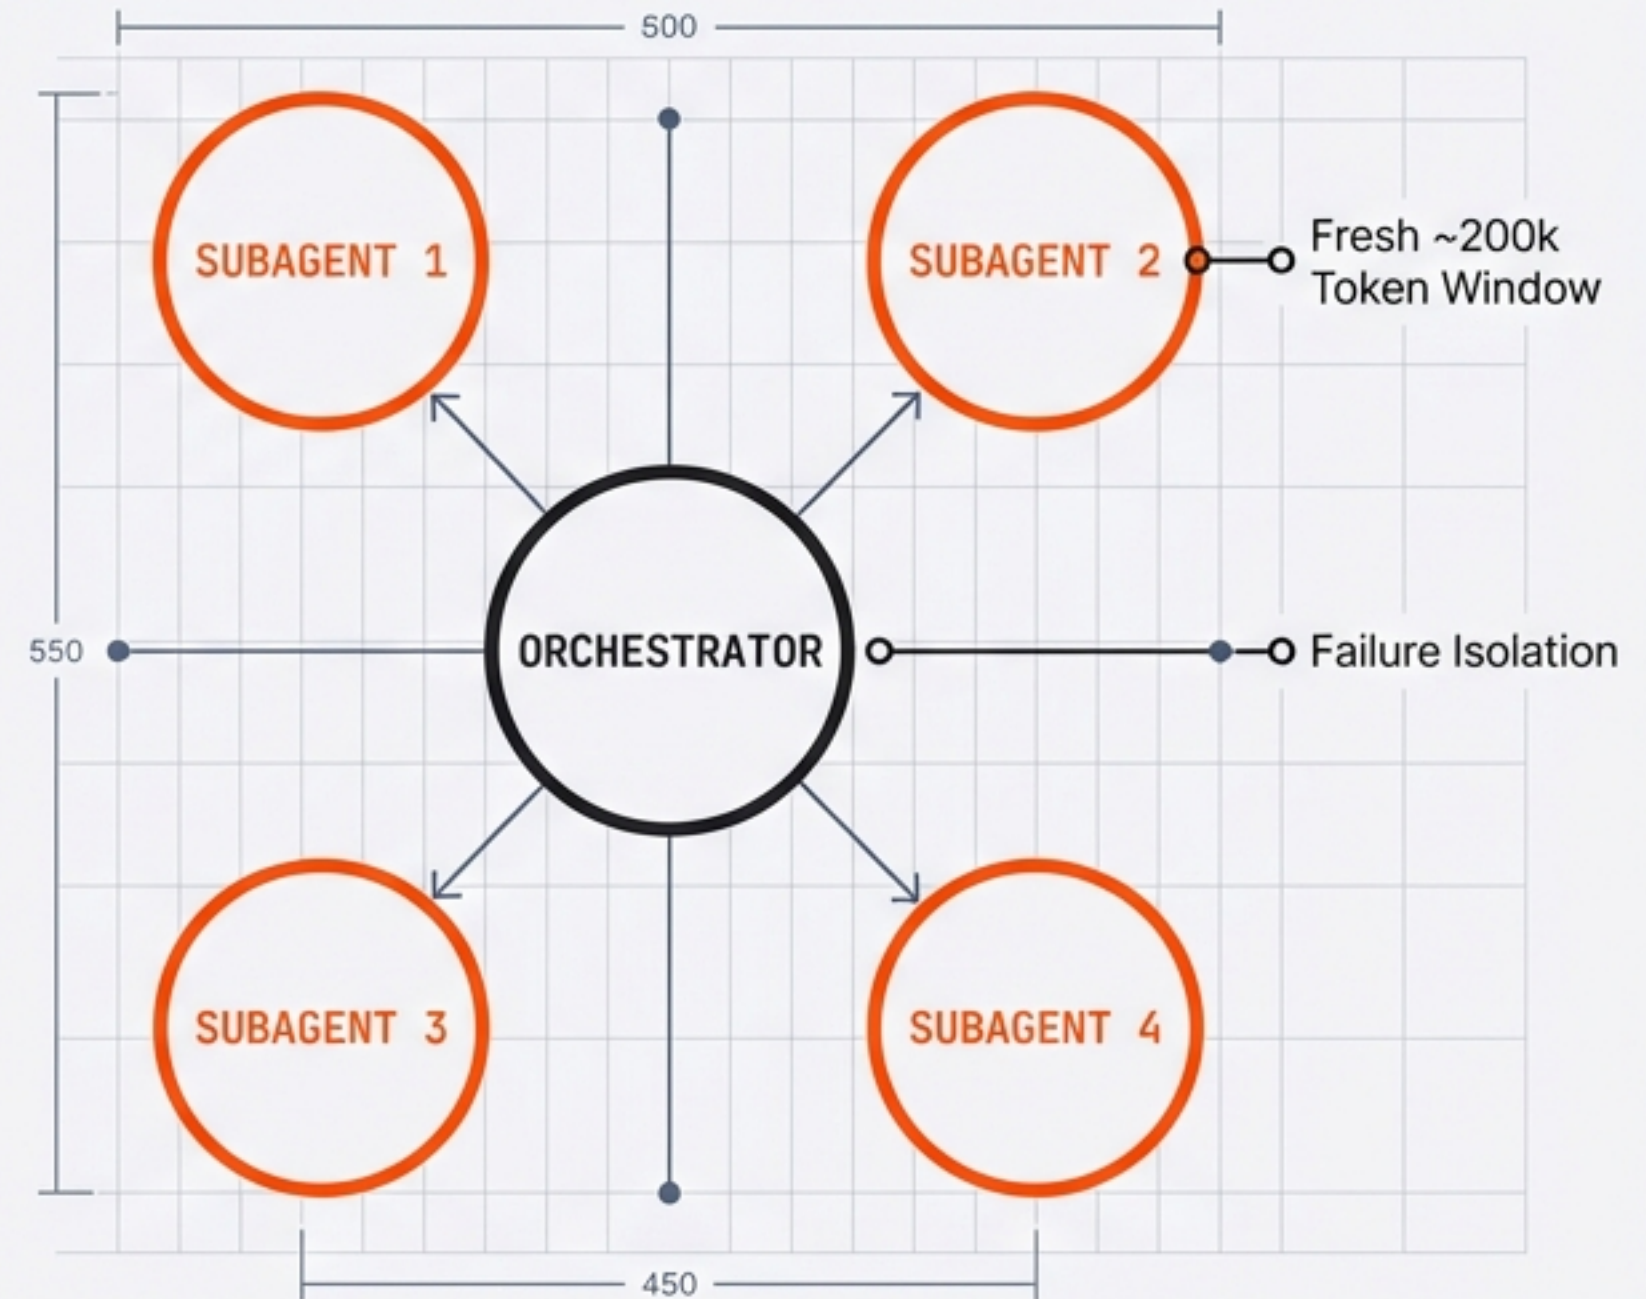 500
SUBAGENT 1
SUBAGENT 2
Fresh ~200k
Token Window
550
ORCHESTRATOR
Failure Isolation
SUBAGENT 3
SUBAGENT 4
450